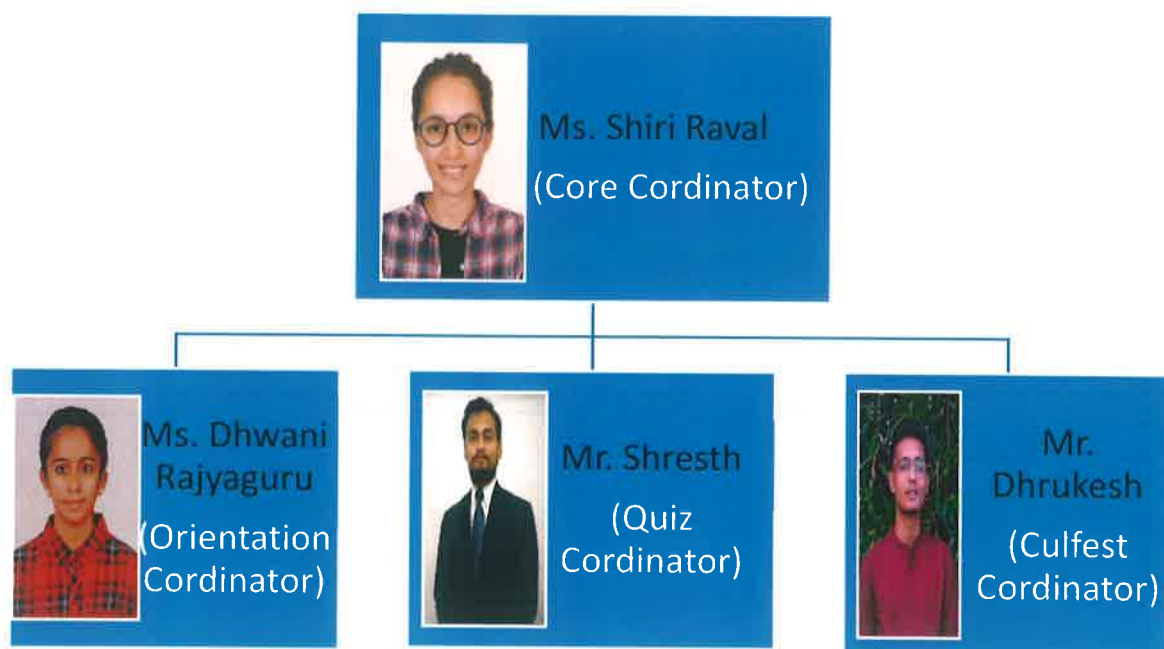 Ms. Shiri Raval
(Core Cordinator)
Ms. Dhwani
Rajyaguru
(Orientation
Cordinator)
Mr. Shresth
(Quiz
Cordinator)
Mr.
Dhrukesh
(Culfest
Cordinator)